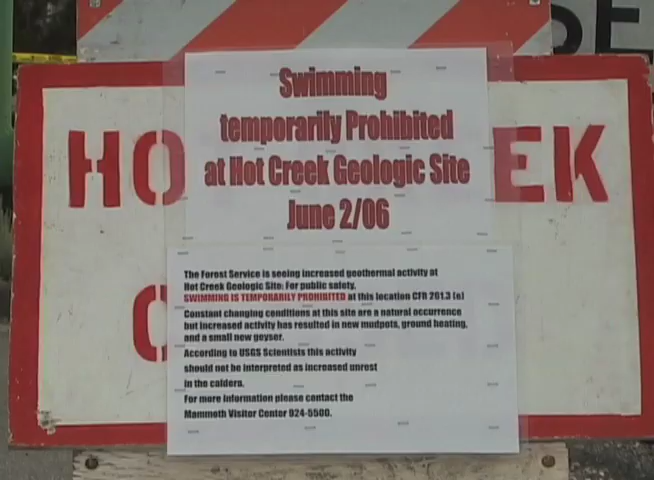 SE
HO EK
C
Swimming
temporarily Prohibited
at Hot Creek Geologic Site
June 2/06
The Forest Service is seeing increased geothermal activity at
Hot Creek Geologic Site: For public safety,
SWIMMING IS TEMPORARILY PROHIBITED at this location CFR 261.3 (a)
Constant changing conditions at this site are a natural occurrence
but increased activity has resulted in new mudpots, ground heating,
and a small new geyser.
According to USGS Scientists this activity
should not be interpreted as increased unrest
in the caldera.
For more information please contact the
Mammoth Visitor Center 924-5500.